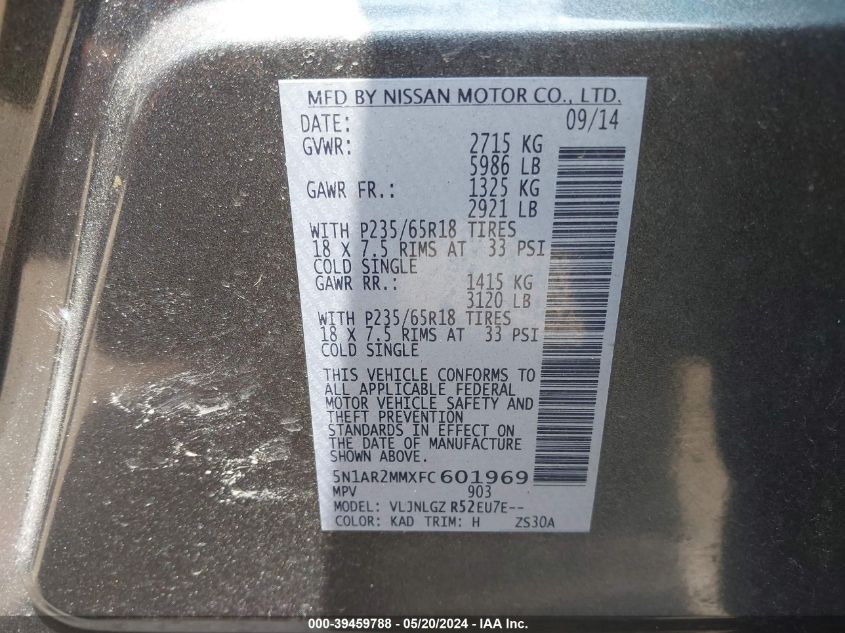 MFD BY NISSAN MOTOR CO., LTD.
DATE: 09/14
GVWR: 2715 KG
5986 LB
GAWR FR.: 1325 KG
2921 LB
WITH P235/65R18 TIRES
18 X 7.5 RIMS AT 33 PSI
COLD SINGLE
GAWR RR.: 1415 KG
3120 LB
WITH P235/65R18 TIRES
18 X 7.5 RIMS AT 33 PSI
COLD SINGLE
THIS VEHICLE CONFORMS TO
ALL APPLICABLE FEDERAL
MOTOR VEHICLE SAFETY AND
THEFT PREVENTION
STANDARDS IN EFFECT ON
THE DATE OF MANUFACTURE
SHOWN ABOVE.
5N1AR2MMXFC601969
MPV 903
MODEL: VLJNLGZ R52EU7E--
COLOR: KAD TRIM: H ZS30A
000-39459788 - 05/20/2024 - IAA Inc.